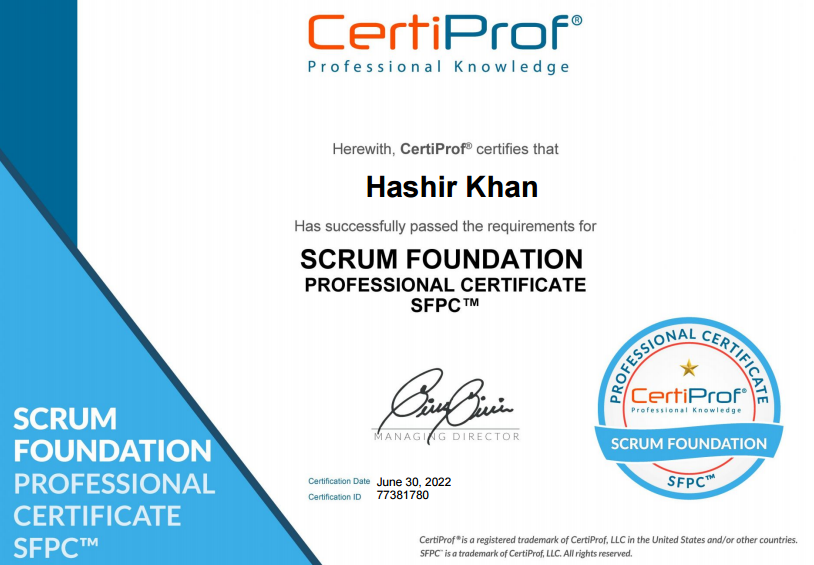 CertiProf®
Professional Knowledge
Herewith, CertiProf® certifies that
Hashir Khan
Has successfully passed the requirements for
SCRUM FOUNDATION
PROFESSIONAL CERTIFICATE
SFPC™
MANAGING DIRECTOR
Certification Date June 30, 2022
Certification ID 77381780
SCRUM
FOUNDATION
PROFESSIONAL
CERTIFICATE
SFPC™
PROFESSIONAL CERTIFICATE
CertiProf®
Professional Knowledge
SCRUM FOUNDATION
SFPC™
CertiProf® is a registered trademark of CertiProf, LLC in the United States and/or other countries.
SFPC™ is a trademark of CertiProf, LLC. All rights reserved.